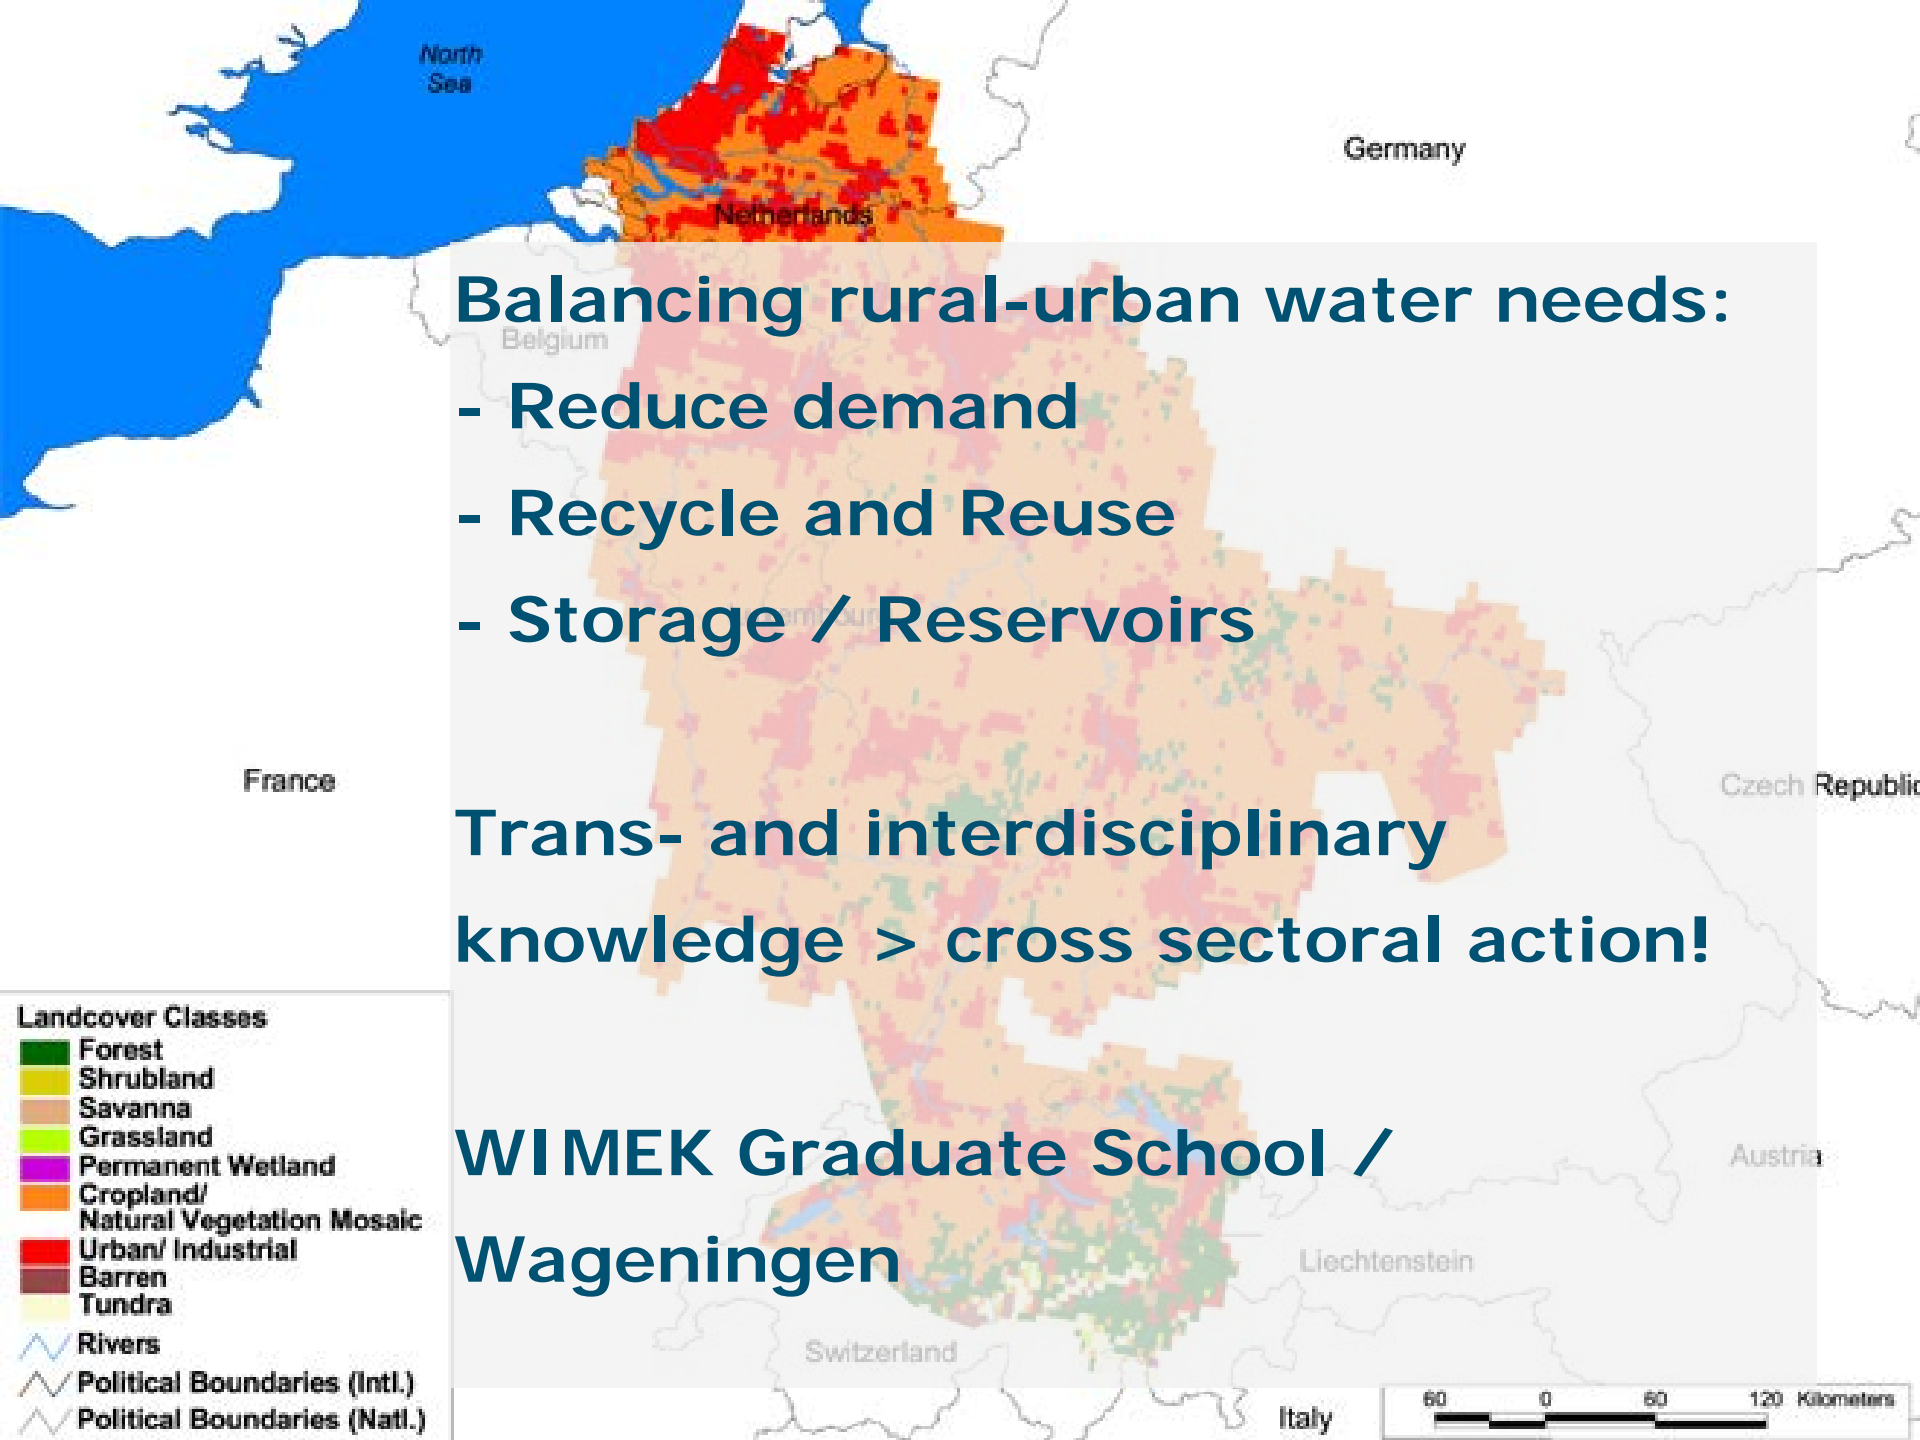 North
Sea
Germany
Netherlands
Balancing rural-urban water needs:
Belgium
- Reduce demand
- Recycle and Reuse
- Storage / Reservoirs
Luxembourg
France
Czech Republic
Trans- and interdisciplinary
knowledge > cross sectoral action!
Landcover Classes
Forest
Shrubland
Savanna
Grassland
Permanent Wetland
Cropland/
Natural Vegetation Mosaic
Urban/ Industrial
Barren
Tundra
Rivers
Political Boundaries (Intl.)
Political Boundaries (Natl.)
WIMEK Graduate School /
Wageningen
Austria
Liechtenstein
Switzerland
Italy
60 0 60 120 Kilometers